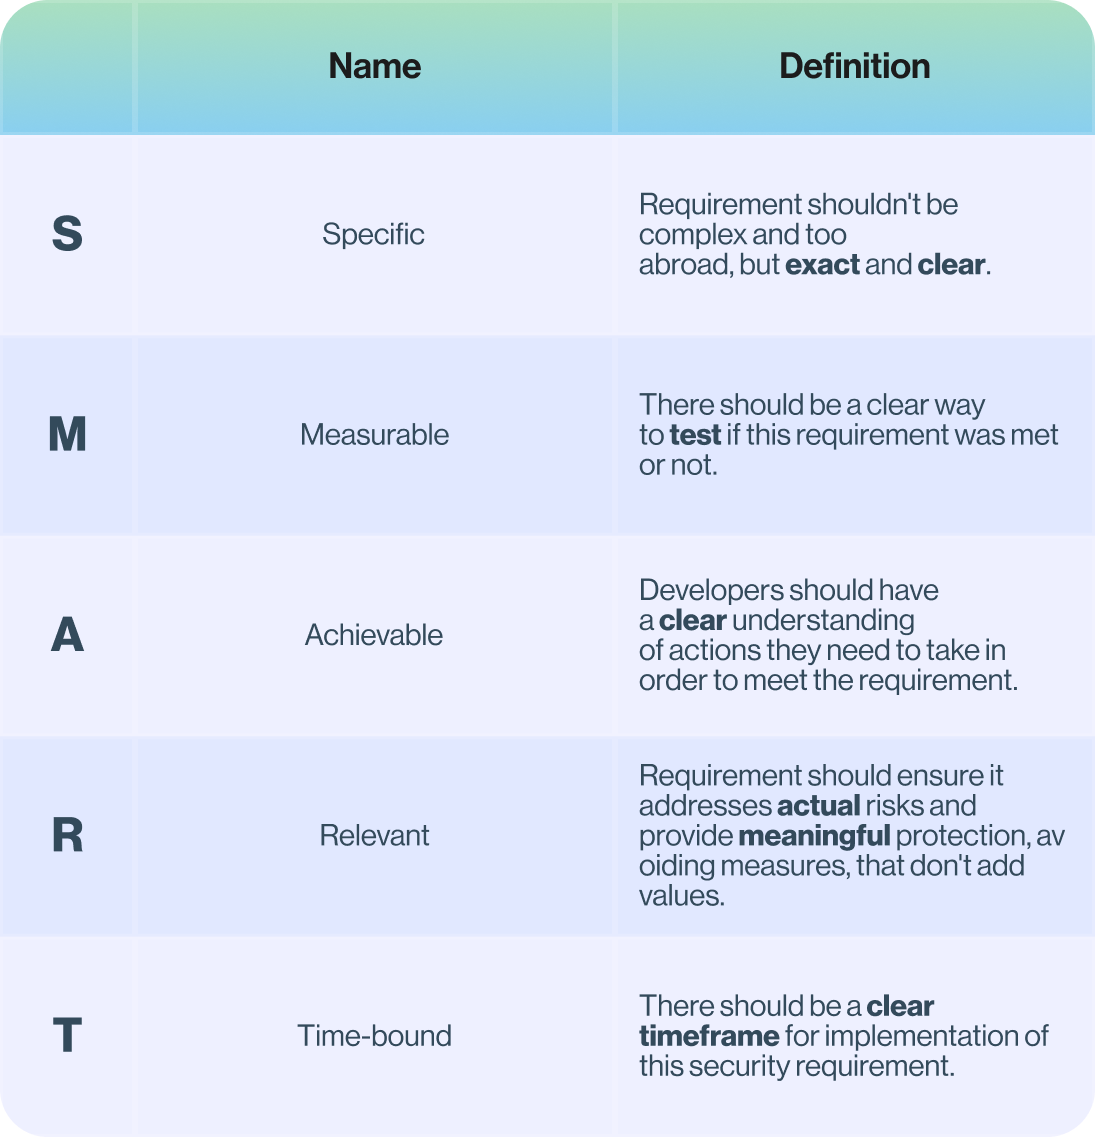 Name Definition
S Specific
Requirement shouldn't be
complex and too
abroad, but exact and clear.
M Measurable
There should be a clear way
to test if this requirement was met
or not.
A Achievable
Developers should have
a clear understanding
of actions they need to take in
order to meet the requirement.
R Relevant
Requirement should ensure it
addresses actual risks and
provide meaningful protection, av
oiding measures, that don't add
values.
T Time-bound
There should be a clear
timeframe for implementation of
this security requirement.